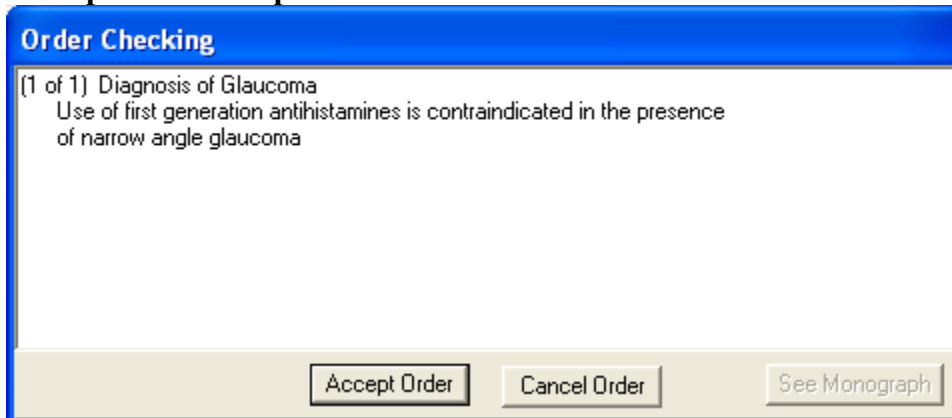 Order Checking
(1 of 1) Diagnosis of Glaucoma
Use of first generation antihistamines is contraindicated in the presence
of narrow angle glaucoma
Accept Order
Cancel Order
See Monograph